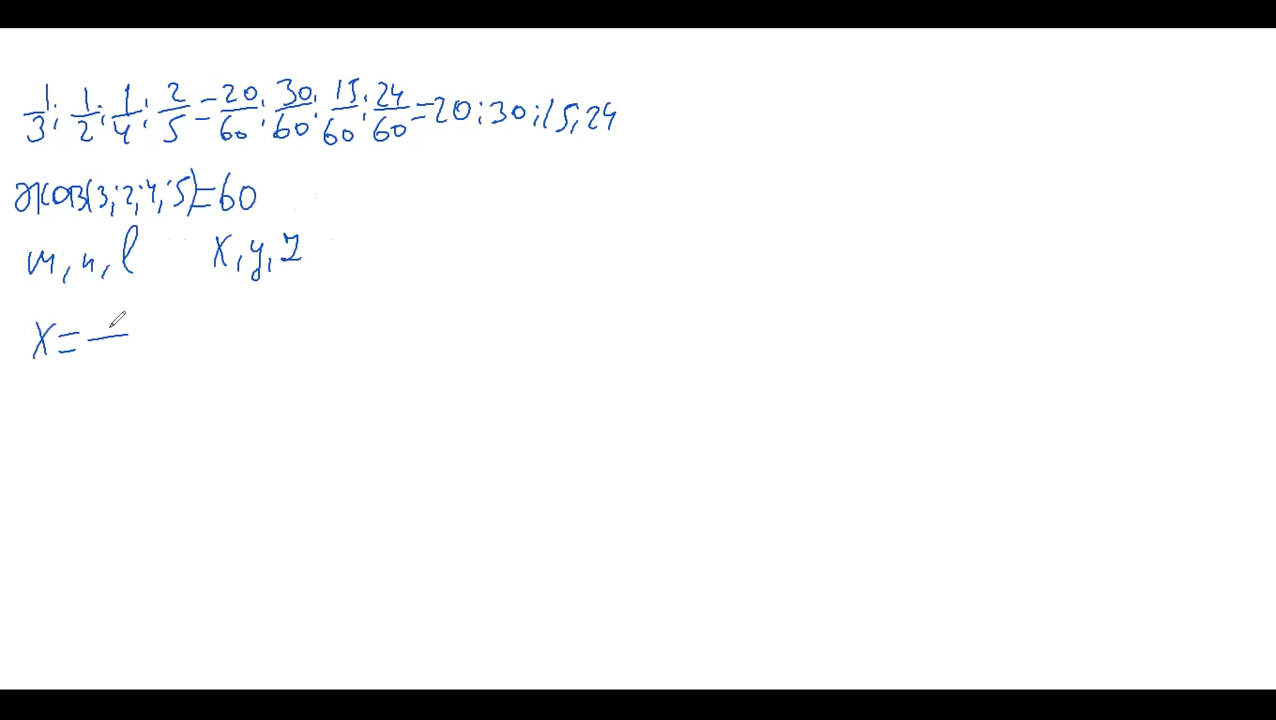 1/3 : 1/2 : 1/4 : 2/5 = 20/60 : 30/60 : 15/60 : 24/60 = 20:30:15:24
(3; 2; 4; 5) = 60
m, n, l x, y, z
x = —